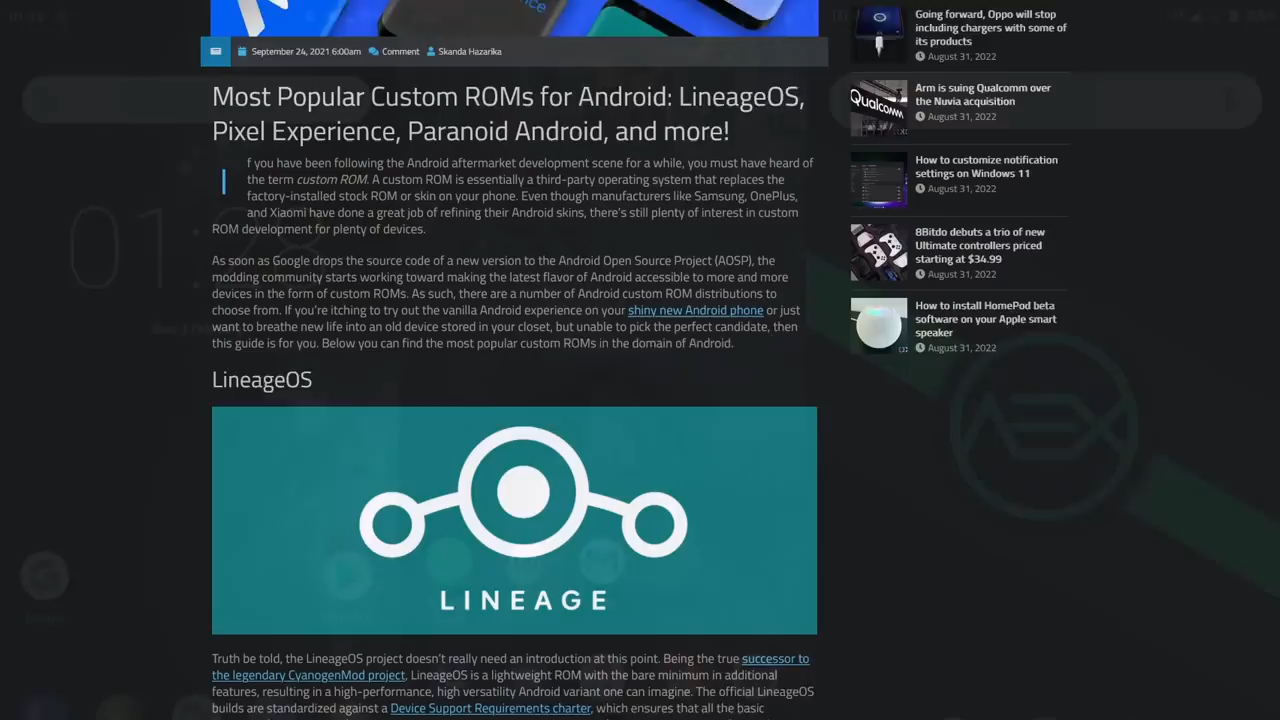 September 24, 2021 6:00am Comment Skanda Hazarika
Most Popular Custom ROMs for Android: LineageOS,
Pixel Experience, Paranoid Android, and more!
f you have been following the Android aftermarket development scene for a while, you must have heard of
the term custom ROM. A custom ROM is essentially a third-party operating system that replaces the
factory-installed stock ROM or skin on your phone. Even though manufacturers like Samsung, OnePlus,
and Xiaomi have done a great job of refining their Android skins, there's still plenty of interest in custom
ROM development for plenty of devices.
As soon as Google drops the source code of a new version to the Android Open Source Project (AOSP), the
modding community starts working toward making the latest flavor of Android accessible to more and more
devices in the form of custom ROMs. As such, there are a number of Android custom ROM distributions to
choose from. If you're itching to try out the vanilla Android experience on your shiny new Android phone or just
want to breathe new life into an old device stored in your closet, but unable to pick the perfect candidate, then
this guide is for you. Below you can find the most popular custom ROMs in the domain of Android.
LineageOS
LINEAGE
Truth be told, the LineageOS project doesn't really need an introduction at this point. Being the true successor to
the legendary CyanogenMod project, LineageOS is a lightweight ROM with the bare minimum in additional
features, resulting in a high-performance, high versatility Android variant one can imagine. The official LineageOS
builds are standardized against a Device Support Requirements charter, which ensures that all the basic
Going forward, Oppo will stop
including chargers with some of
its products
August 31, 2022
Qualcomm
Arm is suing Qualcomm over
the Nuvia acquisition
August 31, 2022
How to customize notification
settings on Windows 11
August 31, 2022
8Bitdo debuts a trio of new
Ultimate controllers priced
starting at $34.99
August 31, 2022
How to install HomePod beta
software on your Apple smart
speaker
August 31, 2022
01:28
AEX